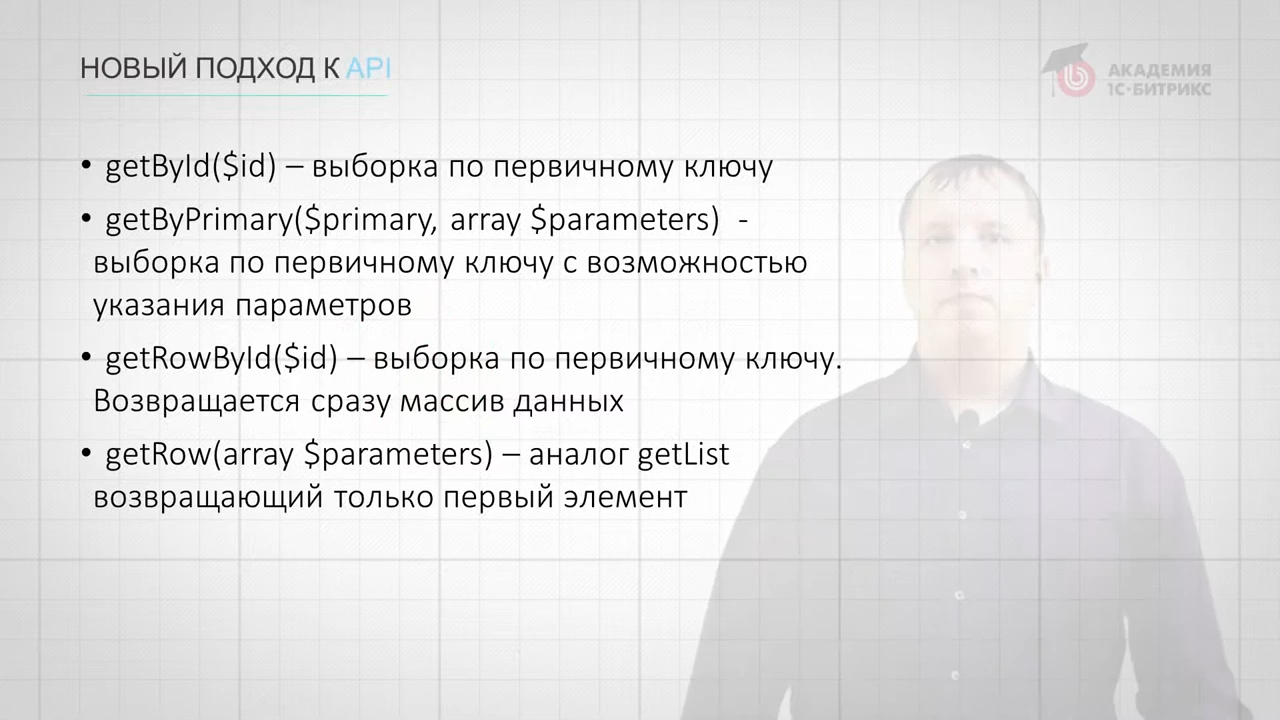 НОВЫЙ ПОДХОД К API
АКАДЕМИЯ
1С-БИТРИКС
• getById($id) – выборка по первичному ключу
• getByPrimary($primary, array $parameters) -
выборка по первичному ключу с возможностью
указания параметров
• getRowById($id) – выборка по первичному ключу.
Возвращается сразу массив данных
• getRow(array $parameters) – аналог getList
возвращающий только первый элемент